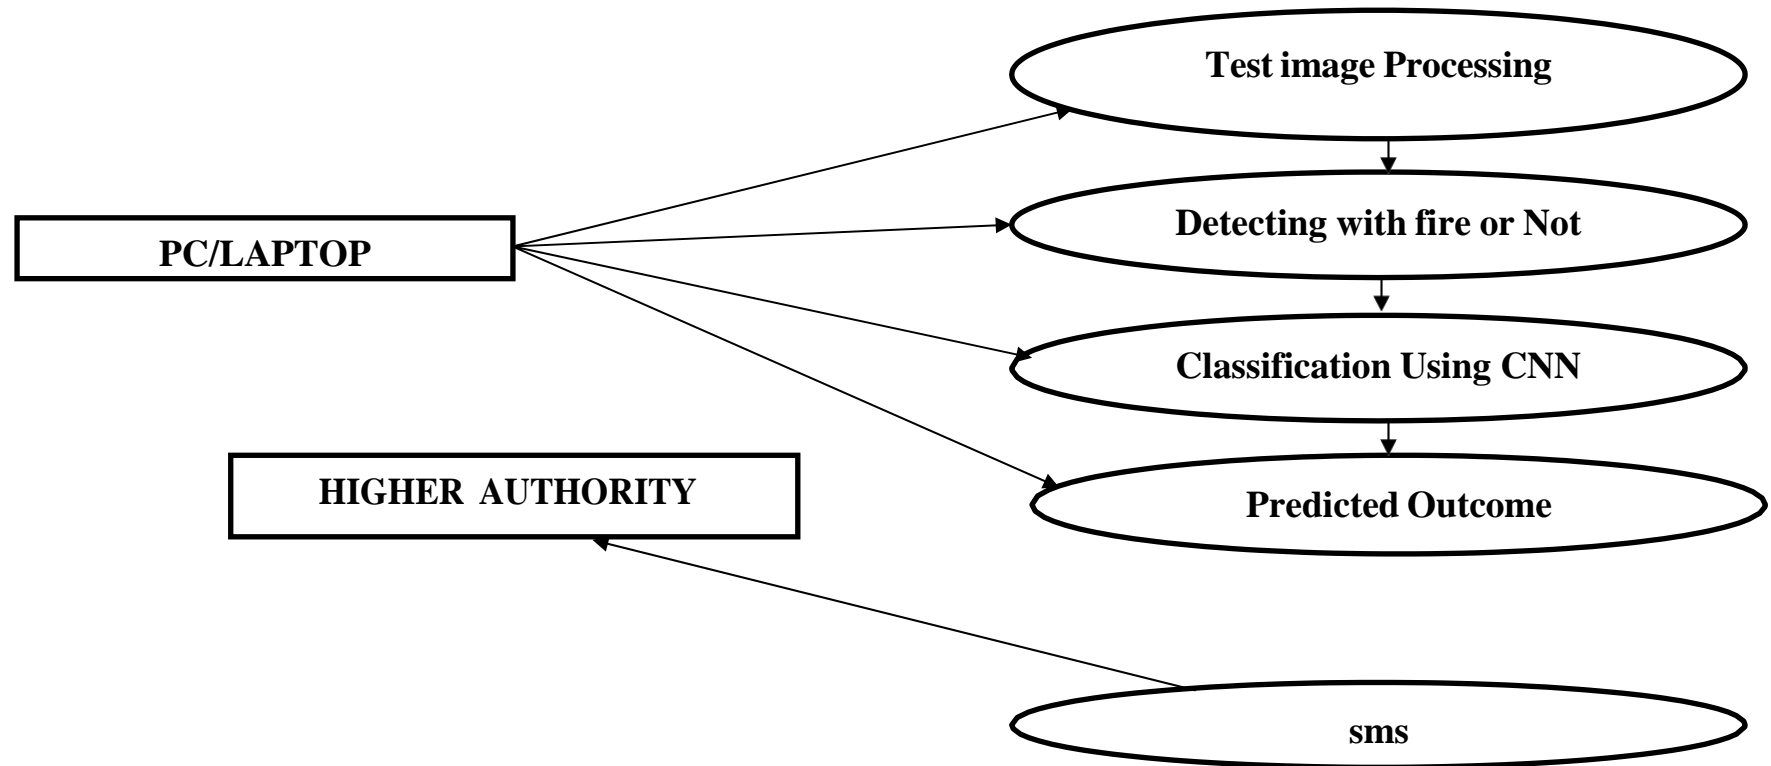 Test image Processing
Detecting with fire or Not
PC/LAPTOP
Classification Using CNN
HIGHER AUTHORITY
Predicted Outcome
sms